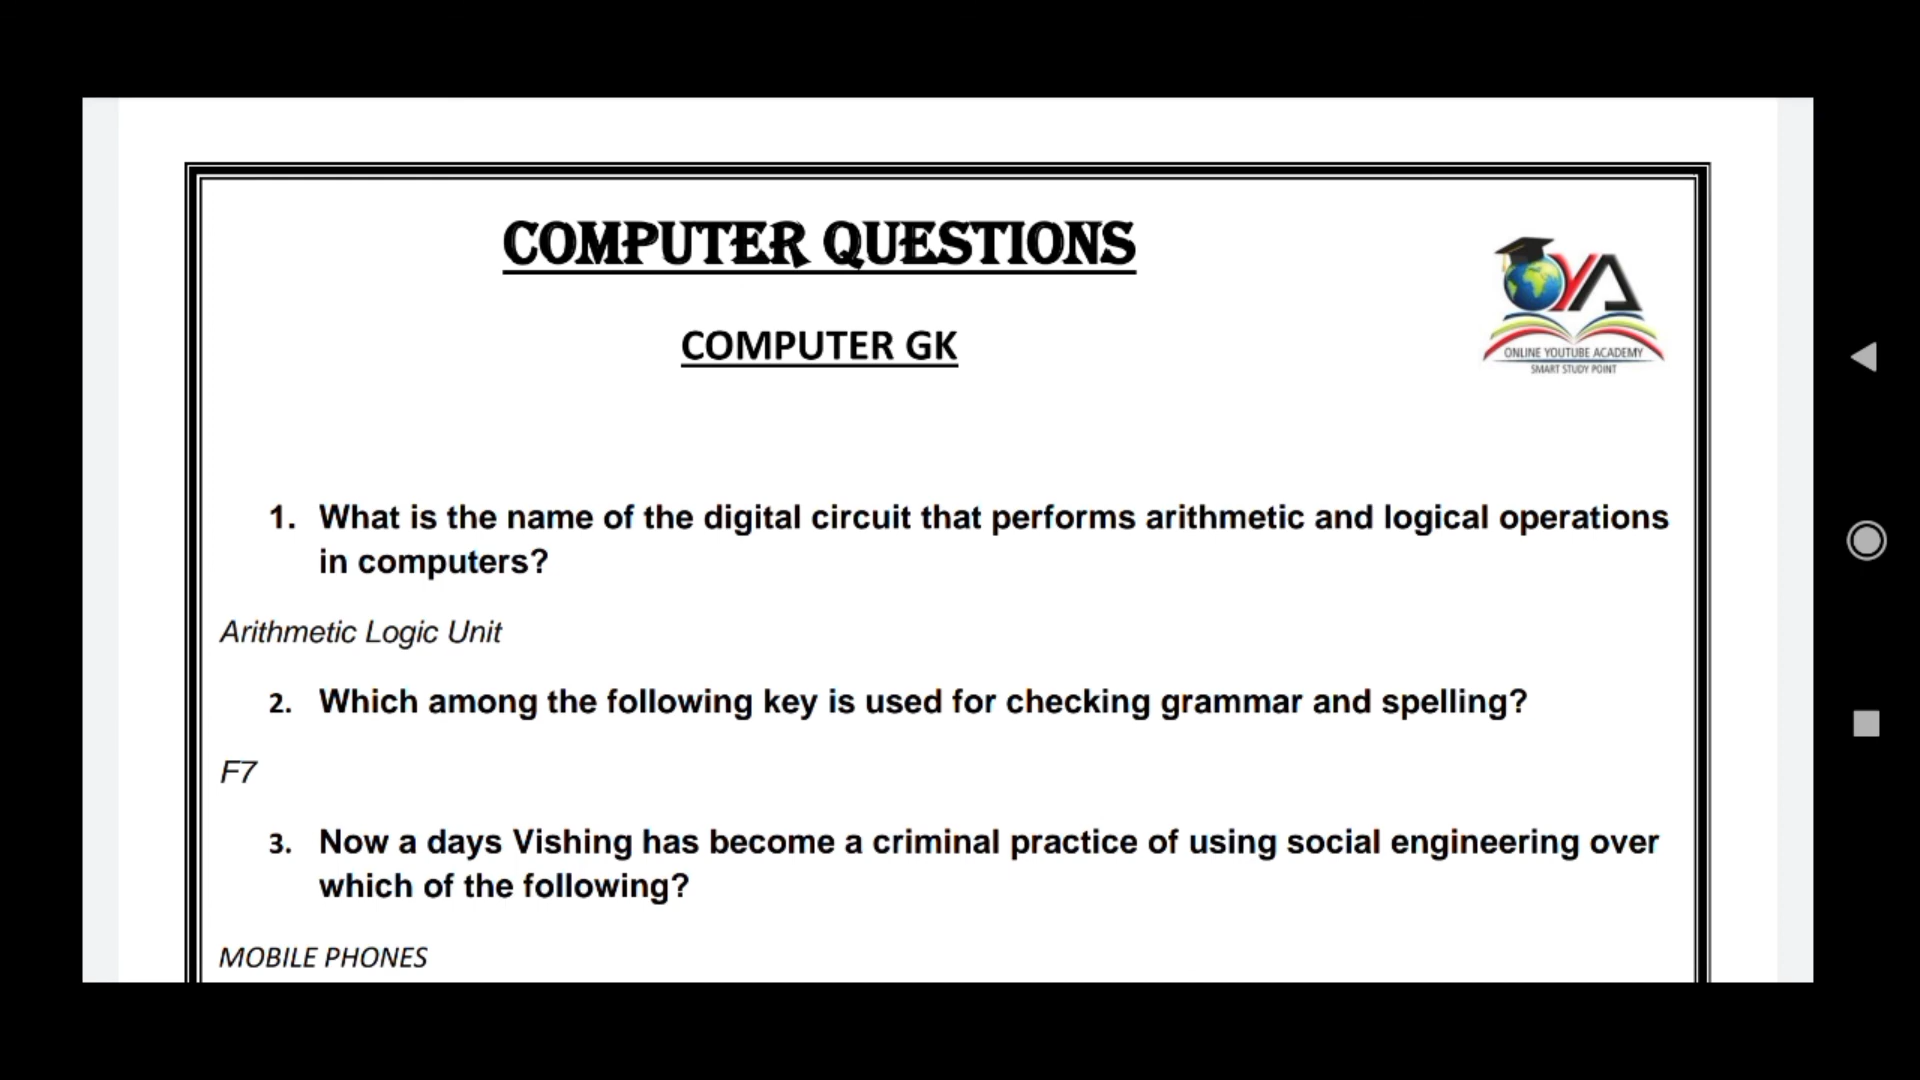 COMPUTER QUESTIONS
COMPUTER GK
YA
ONLINE YOUTUBE ACADEMY
SMART STUDY POINT
1. What is the name of the digital circuit that performs arithmetic and logical operations
in computers?
Arithmetic Logic Unit
2. Which among the following key is used for checking grammar and spelling?
F7
3. Now a days Vishing has become a criminal practice of using social engineering over
which of the following?
MOBILE PHONES